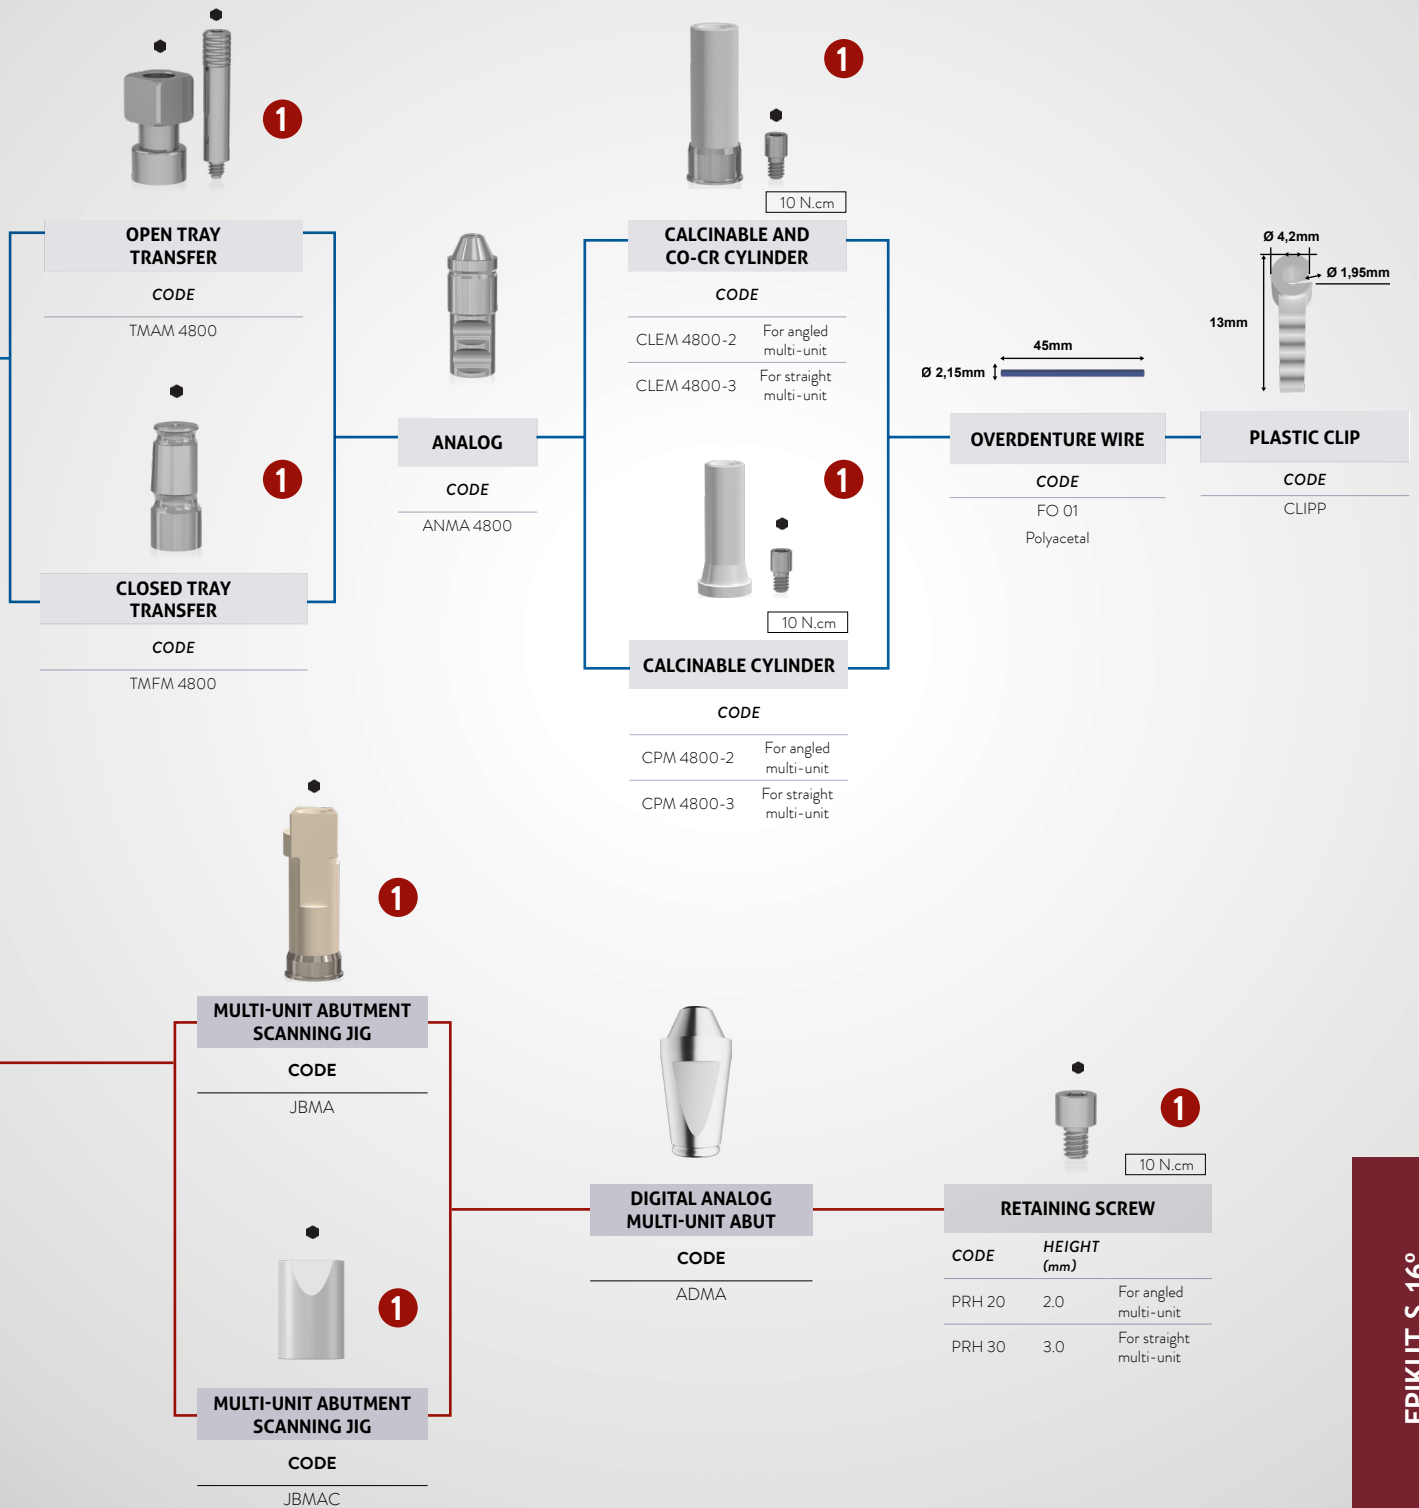 1
OPEN TRAY
TRANSFER
CODE
TMAM 4800
1
CLOSED TRAY
TRANSFER
CODE
TMFM 4800
ANALOG
CODE
ANMA 4800
1
10 N.cm
CALCINABLE AND
CO-CR CYLINDER
CODE
CLEM 4800-2 For angled
multi-unit
CLEM 4800-3 For straight
multi-unit
1
10 N.cm
CALCINABLE CYLINDER
CODE
CPM 4800-2 For angled
multi-unit
CPM 4800-3 For straight
multi-unit
45mm
Ø 2,15mm
OVERDENTURE WIRE
CODE
FO 01
Polyacetal
Ø 4,2mm
Ø 1,95mm
13mm
PLASTIC CLIP
CODE
CLIPP
1
MULTI-UNIT ABUTMENT
SCANNING JIG
CODE
JBMA
1
MULTI-UNIT ABUTMENT
SCANNING JIG
CODE
JBMAC
DIGITAL ANALOG
MULTI-UNIT ABUT
CODE
ADMA
1
10 N.cm
RETAINING SCREW
CODE HEIGHT
(mm)
PRH 20 2.0 For angled
multi-unit
PRH 30 3.0 For straight
multi-unit
EPIKUT S 16°